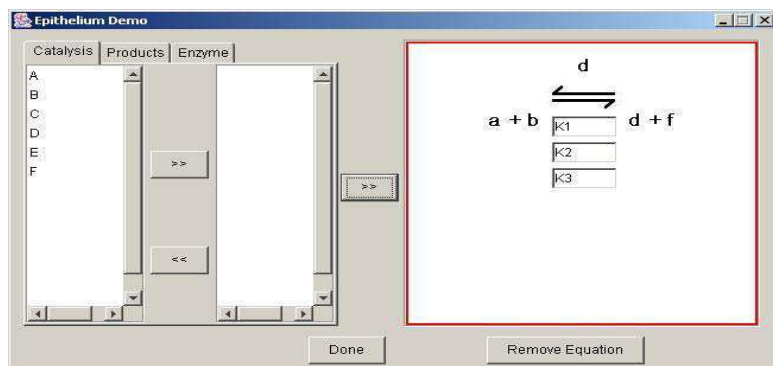 Epithelium Demo
Catalysis Products Enzyme
A
B
C
D
E
F
>>
<<
>>
d
a + b
d + f
K1
K2
K3
Done
Remove Equation